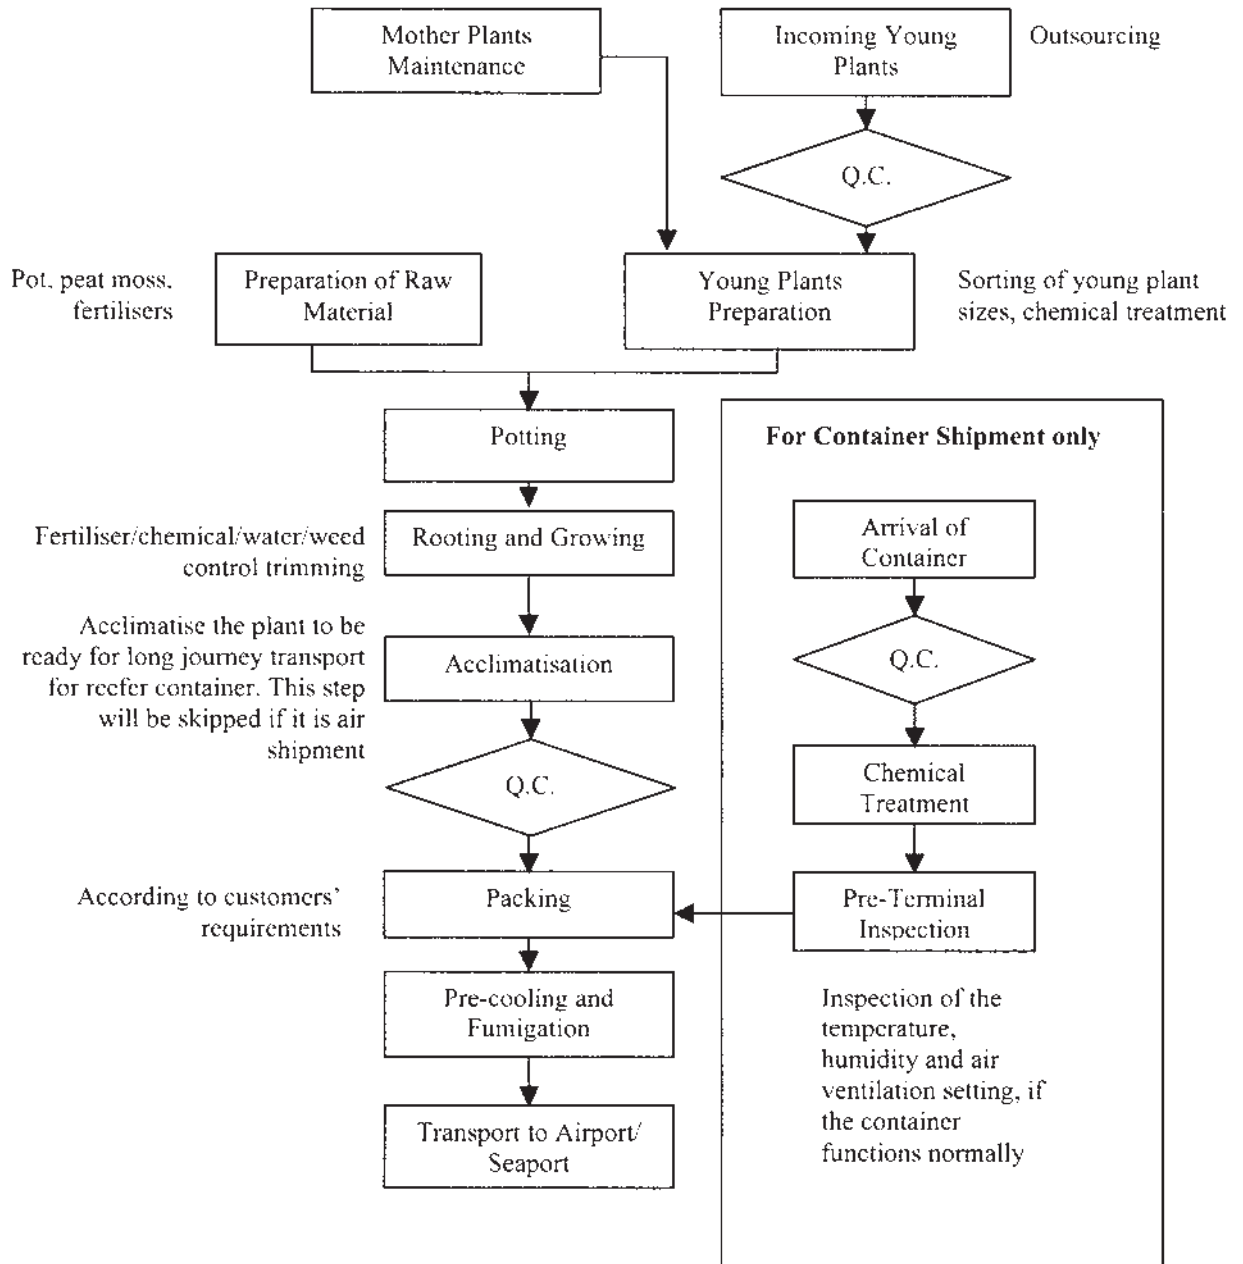 Mother Plants
Maintenance
Incoming Young
Plants
Outsourcing
Q.C.
Pot, peat moss,
fertilisers
Preparation of Raw
Material
Young Plants
Preparation
Sorting of young plant
sizes, chemical treatment
Potting
For Container Shipment only
Fertiliser/chemical/water/weed
control trimming
Rooting and Growing
Arrival of
Container
Acclimatise the plant to be
ready for long journey transport
for reefer container. This step
will be skipped if it is air
shipment
Acclimatisation
Q.C.
Q.C.
Chemical
Treatment
According to customers'
requirements
Packing
Pre-Terminal
Inspection
Pre-cooling and
Fumigation
Inspection of the
temperature,
humidity and air
ventilation setting, if
the container
functions normally
Transport to Airport/
Seaport